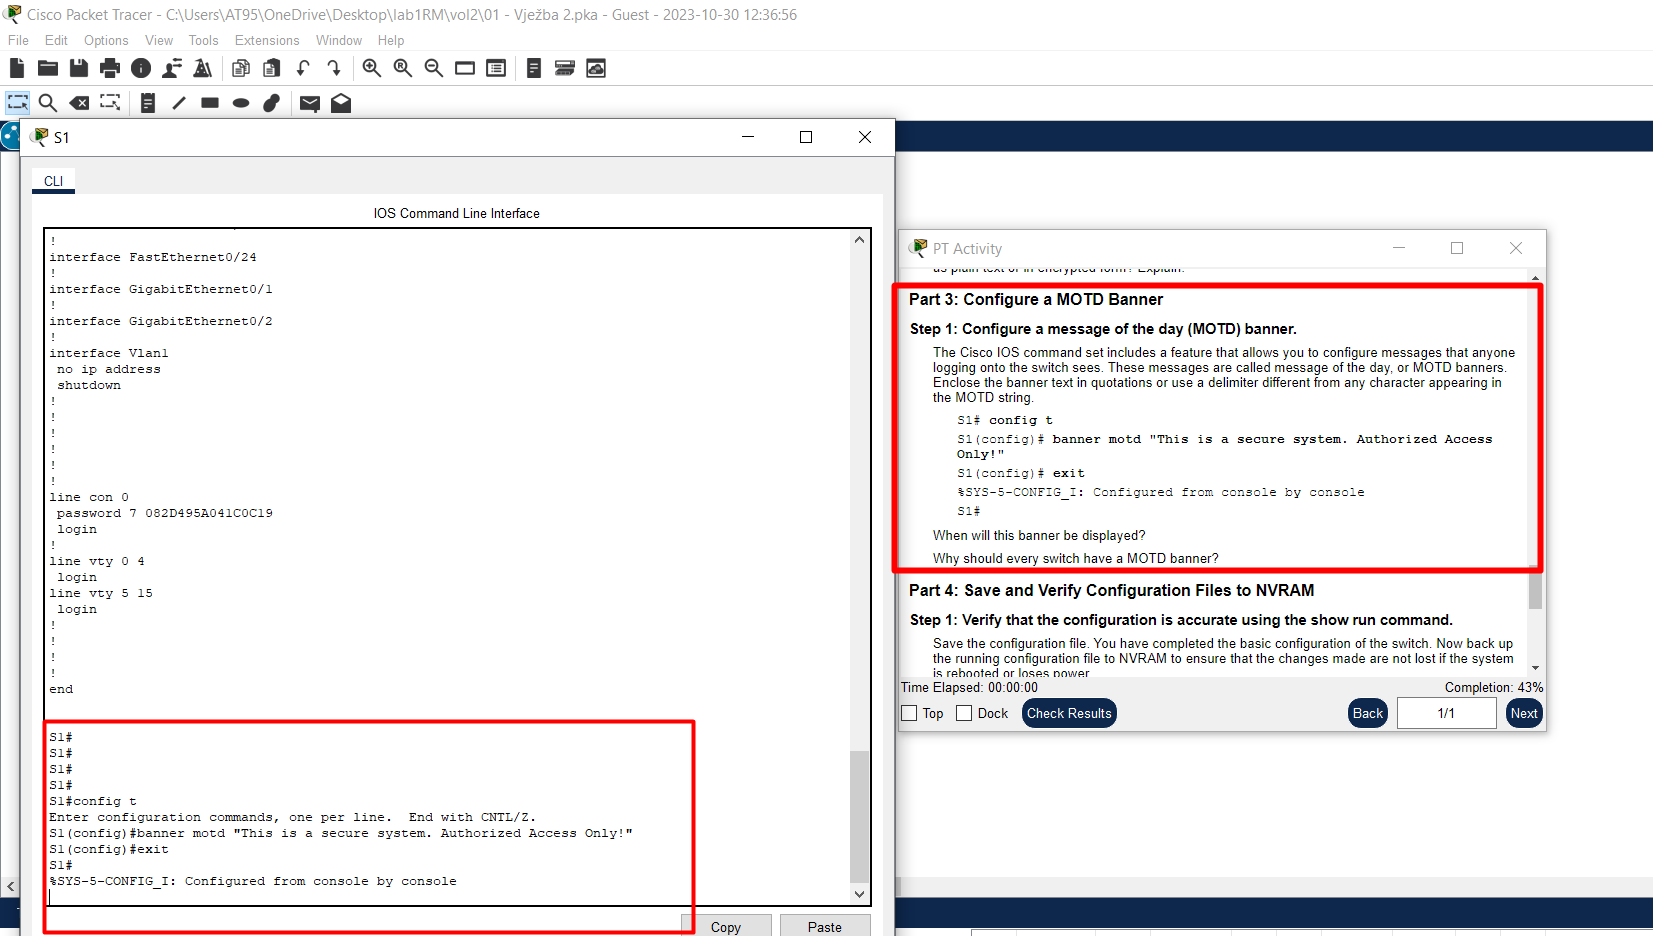 Cisco Packet Tracer - C:\Users\AT95\OneDrive\Desktop\lab1RM\vol2\01 - Vježba 2.pka - Guest - 2023-10-30 12:36:56
File Edit Options View Tools Extensions Window Help
S1
CLI
IOS Command Line Interface
!
interface FastEthernet0/24
!
interface GigabitEthernet0/1
!
interface GigabitEthernet0/2
!
interface Vlan1
no ip address
shutdown
!
!
!
!
!
!
line con 0
password 7 082D495A041C0C19
login
!
line vty 0 4
login
line vty 5 15
login
!
!
!
!
end
S1#
S1#
S1#
S1#
S1#config t
Enter configuration commands, one per line.  End with CNTL/Z.
S1(config)#banner motd "This is a secure system. Authorized Access Only!"
S1(config)#exit
S1#
%SYS-5-CONFIG_I: Configured from console by console
Copy Paste
PT Activity
as plain text or in encrypted form? Explain.
Part 3: Configure a MOTD Banner
Step 1: Configure a message of the day (MOTD) banner.
The Cisco IOS command set includes a feature that allows you to configure messages that anyone
logging onto the switch sees. These messages are called message of the day, or MOTD banners.
Enclose the banner text in quotations or use a delimiter different from any character appearing in
the MOTD string.
S1# config t
S1(config)# banner motd "This is a secure system. Authorized Access
Only!"
S1(config)# exit
%SYS-5-CONFIG_I: Configured from console by console
S1#
When will this banner be displayed?
Why should every switch have a MOTD banner?
Part 4: Save and Verify Configuration Files to NVRAM
Step 1: Verify that the configuration is accurate using the show run command.
Save the configuration file. You have completed the basic configuration of the switch. Now back up
the running configuration file to NVRAM to ensure that the changes made are not lost if the system
is rebooted or loses power
Time Elapsed: 00:00:00 Completion: 43%
Top Dock Check Results Back 1/1 Next